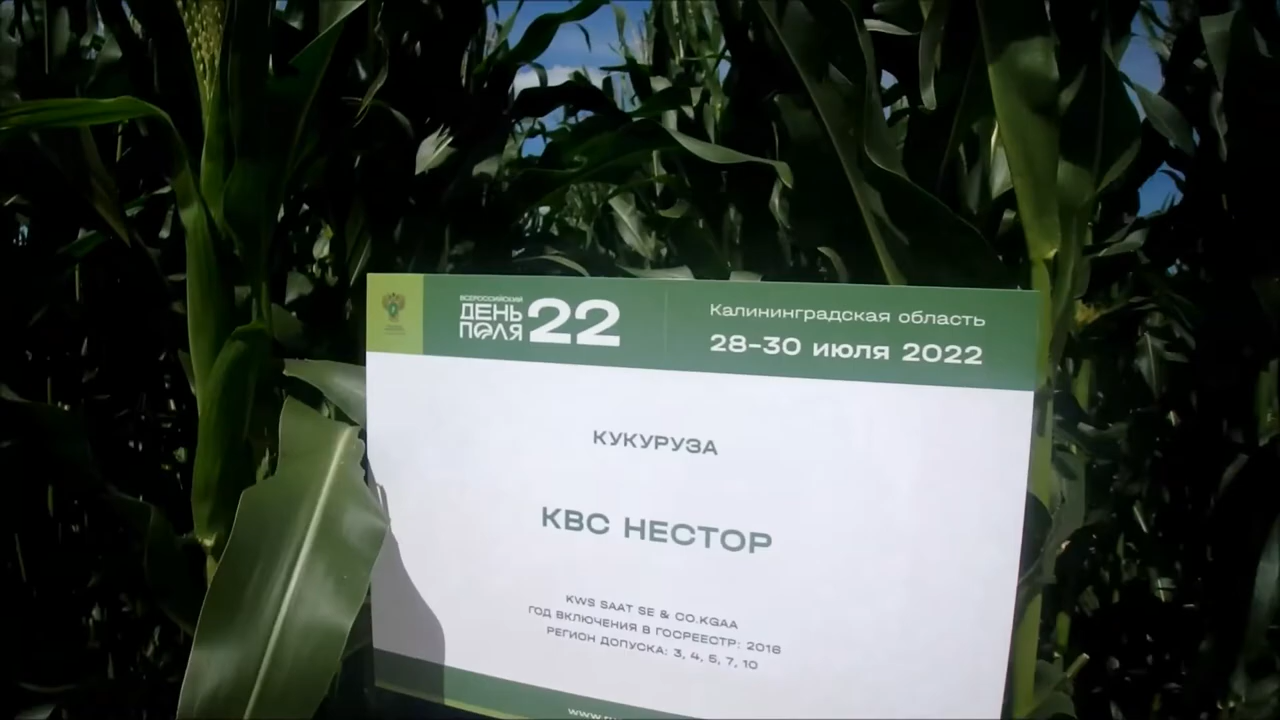 ВСЕРОССИЙСКИЙ
ДЕНЬ
ПОЛЯ
22
Калининградская область
28-30 июля 2022
КУКУРУЗА
КВС НЕСТОР
KWS SAAT SE & CO.KGAA
ГОД ВКЛЮЧЕНИЯ В ГОСРЕЕСТР: 2016
РЕГИОН ДОПУСКА: 3, 4, 5, 7, 10